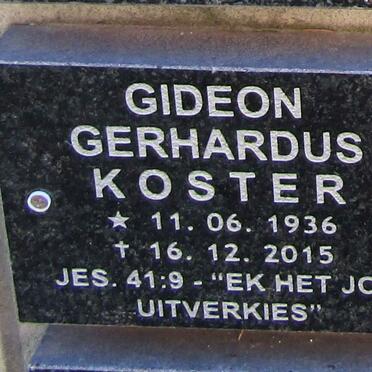 GIDEON
GERHARDUS
KOSTER
★ 11. 06. 1936
† 16. 12. 2015
JES. 41:9 - "EK HET
UITVERKIES"